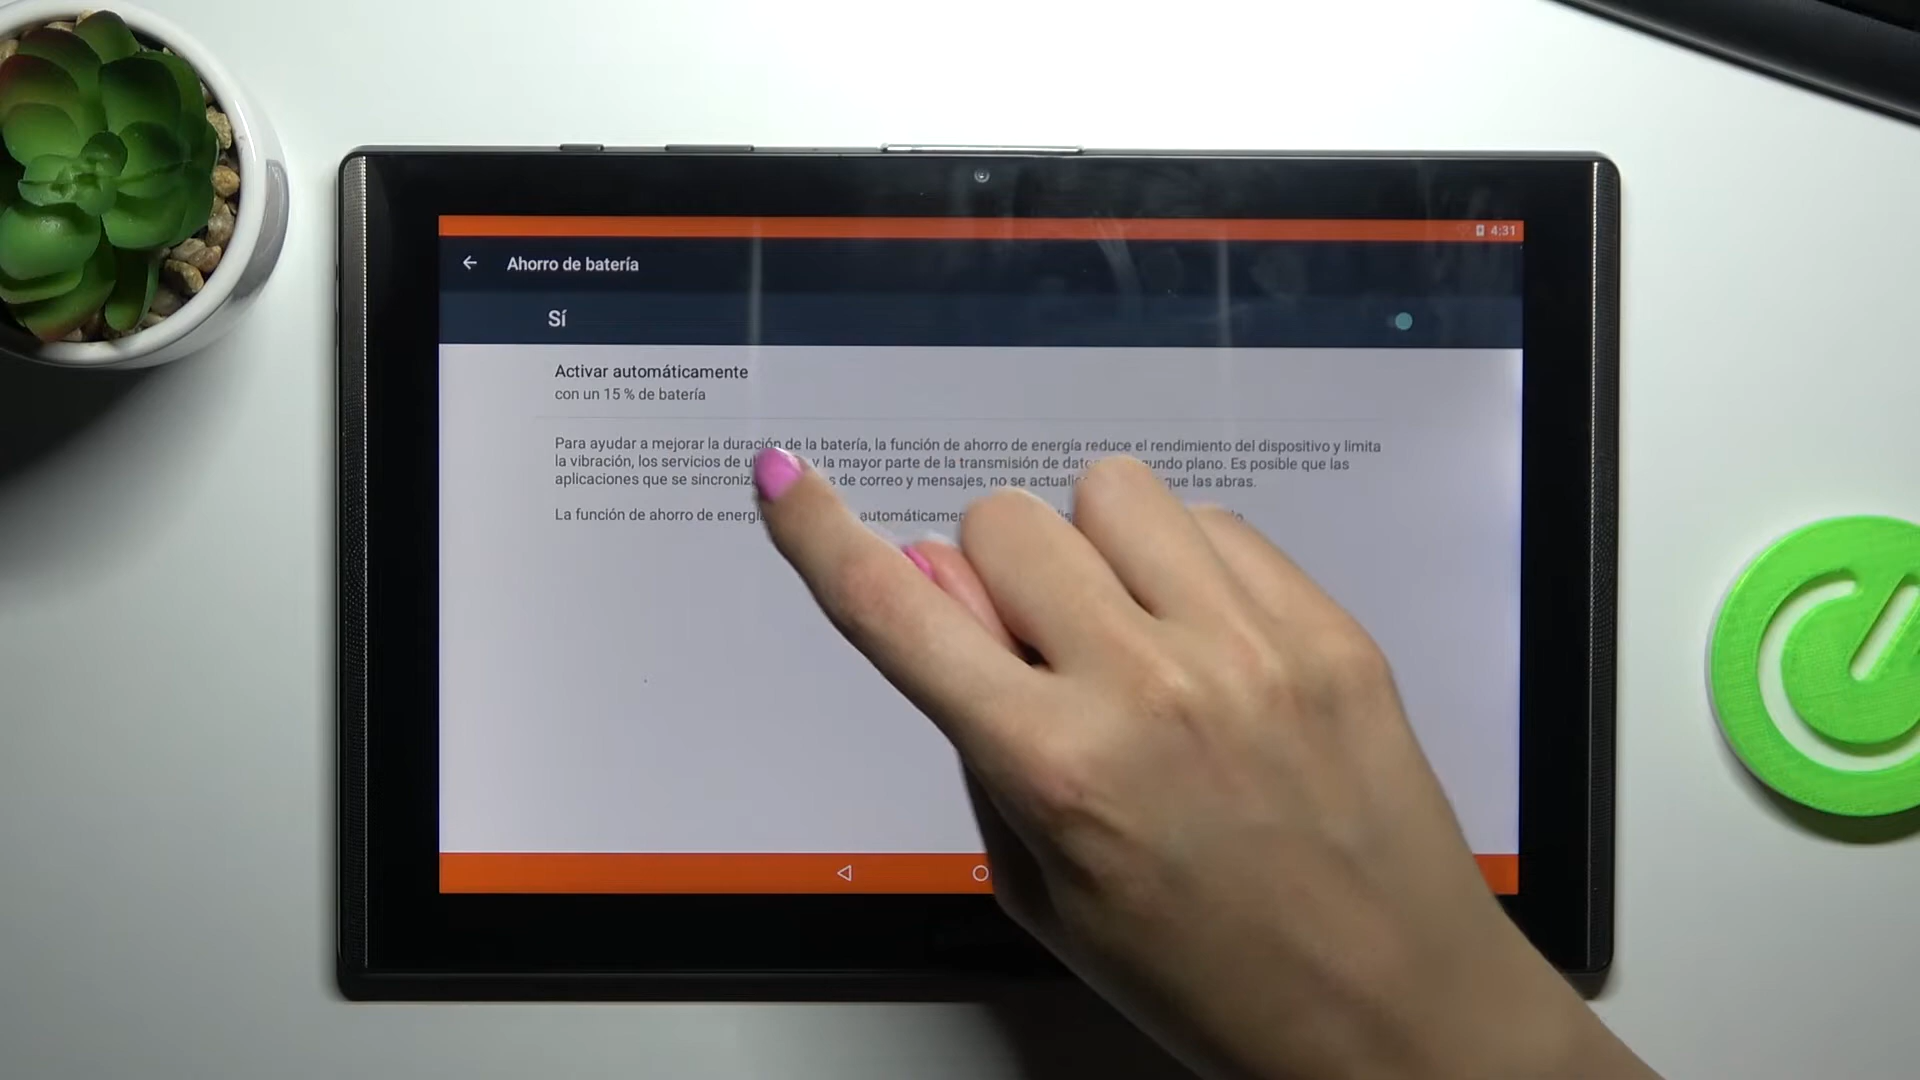 4:31
Ahorro de batería
Sí
Activar automáticamente
con un 15 % de batería
Para ayudar a mejorar la duración de la batería, la función de ahorro de energía reduce el rendimiento del dispositivo y limita
la vibración, los servicios de y la mayor parte de la transmisión de plano. Es posible que las
aplicaciones que se de correo y mensajes, no se que las abras.
La función de ahorro de